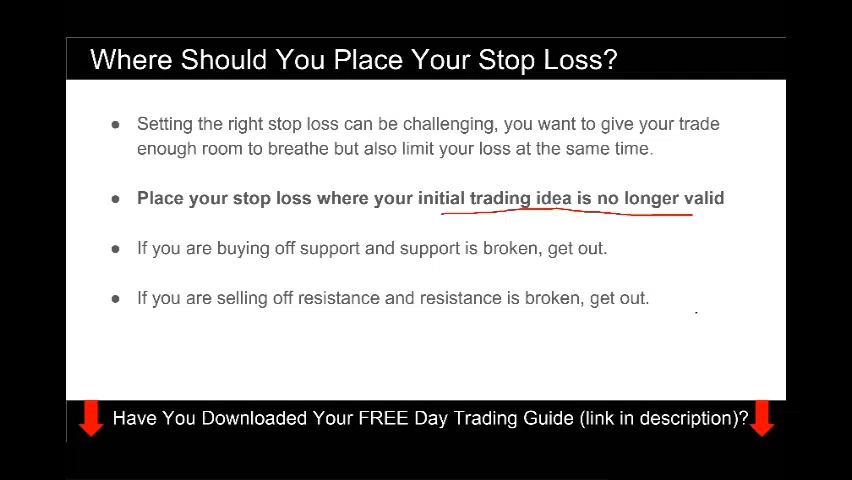 Where Should You Place Your Stop Loss?
● Setting the right stop loss can be challenging, you want to give your trade
enough room to breathe but also limit your loss at the same time.
● Place your stop loss where your initial trading idea is no longer valid
● If you are buying off support and support is broken, get out.
● If you are selling off resistance and resistance is broken, get out.
Have You Downloaded Your FREE Day Trading Guide (link in description)?